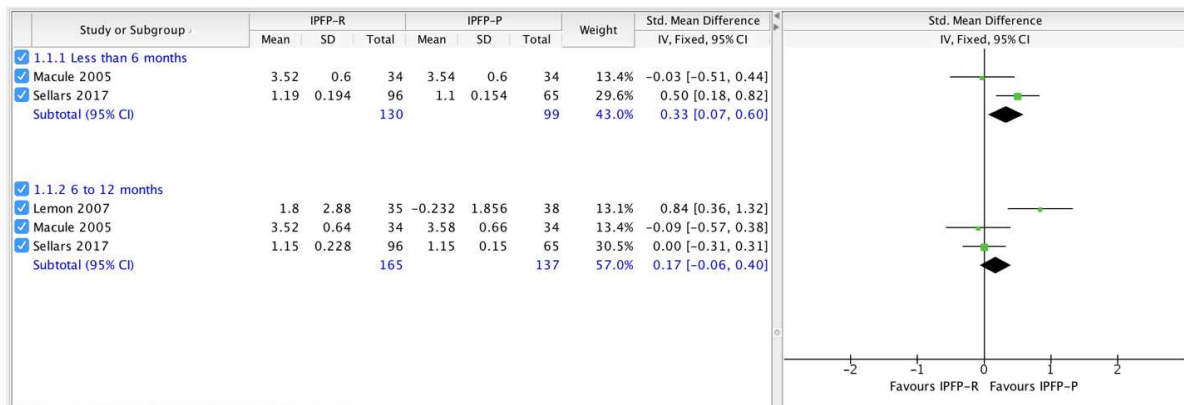 IPFP-R IPFP-P Std. Mean Difference Std. Mean Difference
Study or Subgroup Mean SD Total Mean SD Total Weight IV, Fixed, 95% CI IV, Fixed, 95% CI
1.1.1 Less than 6 months
Macule 2005 3.52 0.6 34 3.54 0.6 34 13.4% -0.03 [-0.51, 0.44]
Sellars 2017 1.19 0.194 96 1.1 0.154 65 29.6% 0.50 [0.18, 0.82]
Subtotal (95% CI) 130 99 43.0% 0.33 [0.07, 0.60]
1.1.2 6 to 12 months
Lemon 2007 1.8 2.88 35 -0.232 1.856 38 13.1% 0.84 [0.36, 1.32]
Macule 2005 3.52 0.64 34 3.58 0.66 34 13.4% -0.09 [-0.57, 0.38]
Sellars 2017 1.15 0.228 96 1.15 0.15 65 30.5% 0.00 [-0.31, 0.31]
Subtotal (95% CI) 165 137 57.0% 0.17 [-0.06, 0.40]
-2 -1 0 1 2
Favours IPFP-R Favours IPFP-P